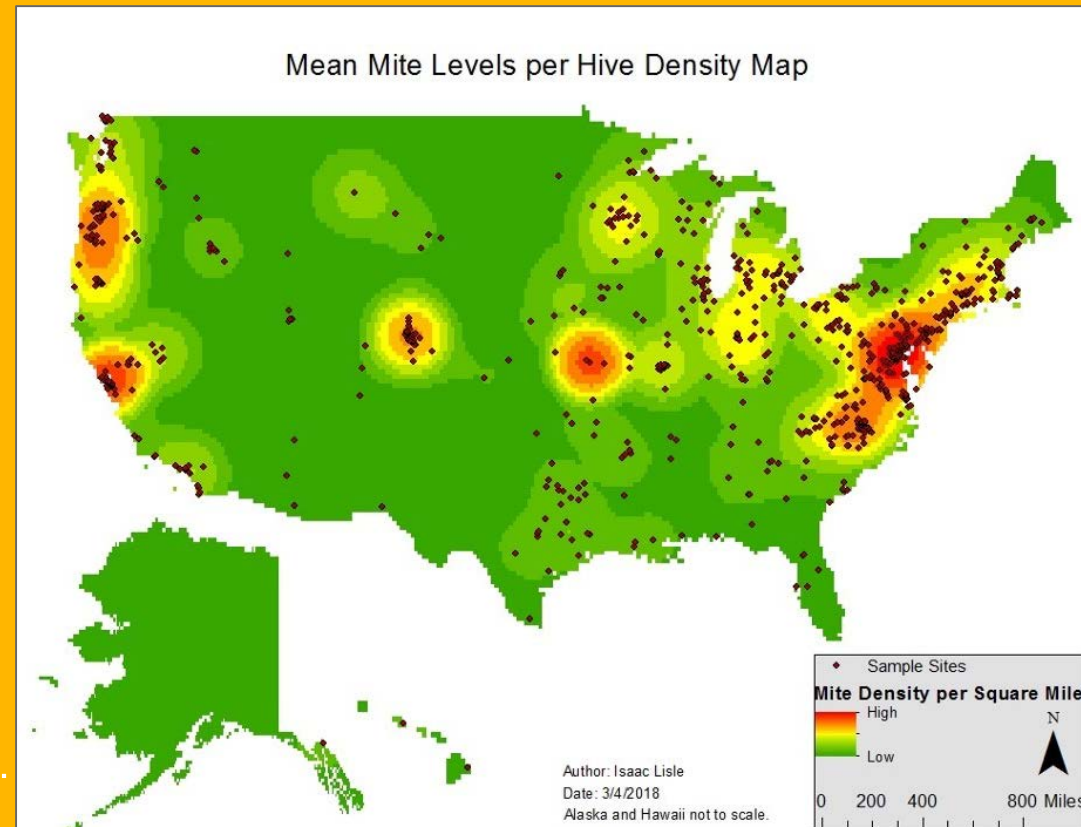 Mean Mite Levels per Hive Density Map
Sample Sites
Mite Density per Square Mile
High
Low
N
0 200 400 800 Miles
Author: Isaac Lisle
Date: 3/4/2018
Alaska and Hawaii not to scale.
.